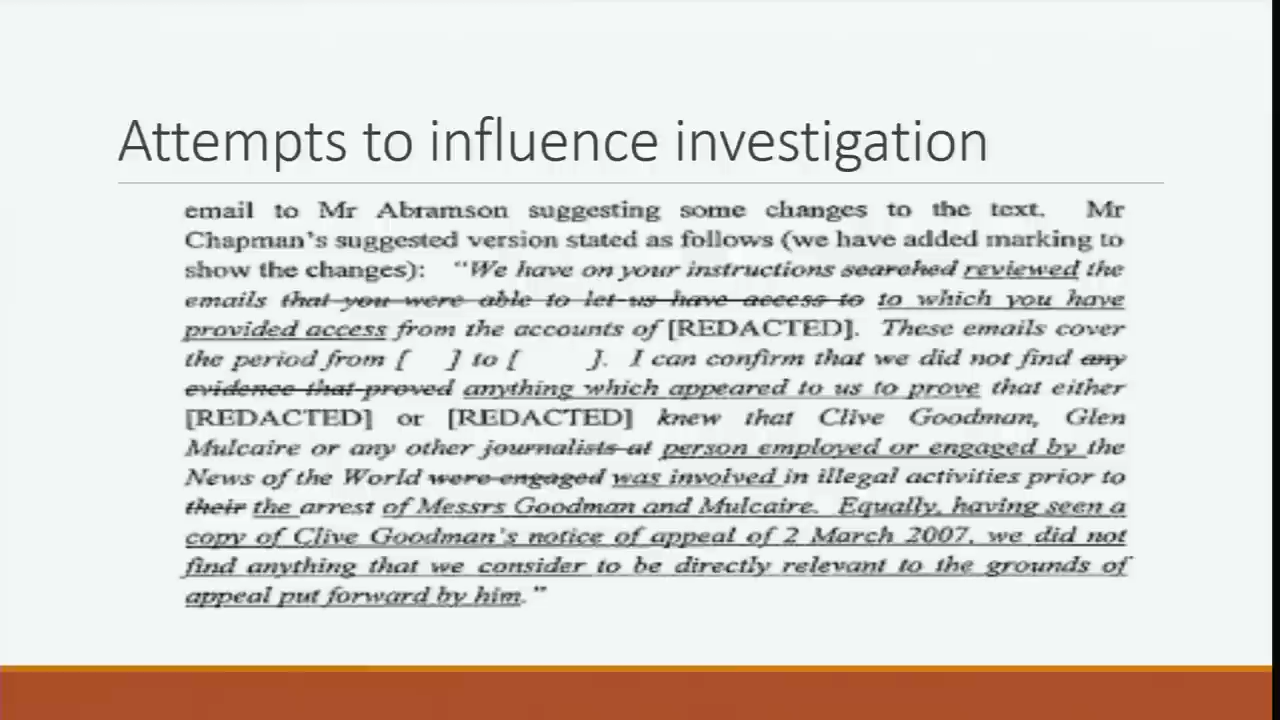 Attempts to influence investigation
email to Mr Abramson suggesting some changes to the text. Mr
Chapman's suggested version stated as follows (we have added marking to
show the changes): "We have on your instructions searched reviewed the
emails that you were able to let us have access to to which you have
provided access from the accounts of [REDACTED]. These emails cover
the period from [ ] to [ ]. I can confirm that we did not find any
evidence that proved anything which appeared to us to prove that either
[REDACTED] or [REDACTED] knew that Clive Goodman, Glen
Mulcaire or any other journalists at person employed or engaged by the
News of the World were engaged was involved in illegal activities prior to
their the arrest of Messrs Goodman and Mulcaire. Equally, having seen a
copy of Clive Goodman's notice of appeal of 2 March 2007, we did not
find anything that we consider to be directly relevant to the grounds of
appeal put forward by him."